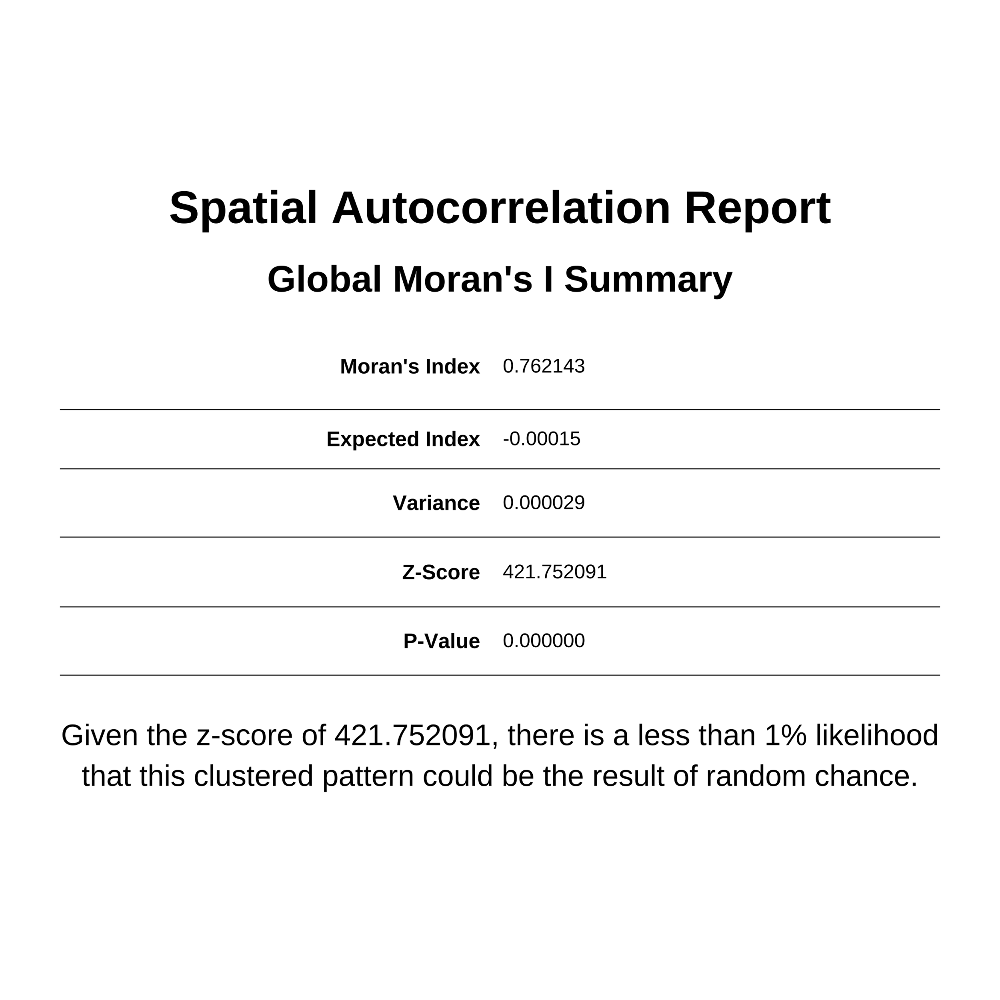 Spatial Autocorrelation Report
Global Moran's I Summary
Moran's Index 0.762143
Expected Index -0.00015
Variance 0.000029
Z-Score 421.752091
P-Value 0.000000
Given the z-score of 421.752091, there is a less than 1% likelihood
that this clustered pattern could be the result of random chance.